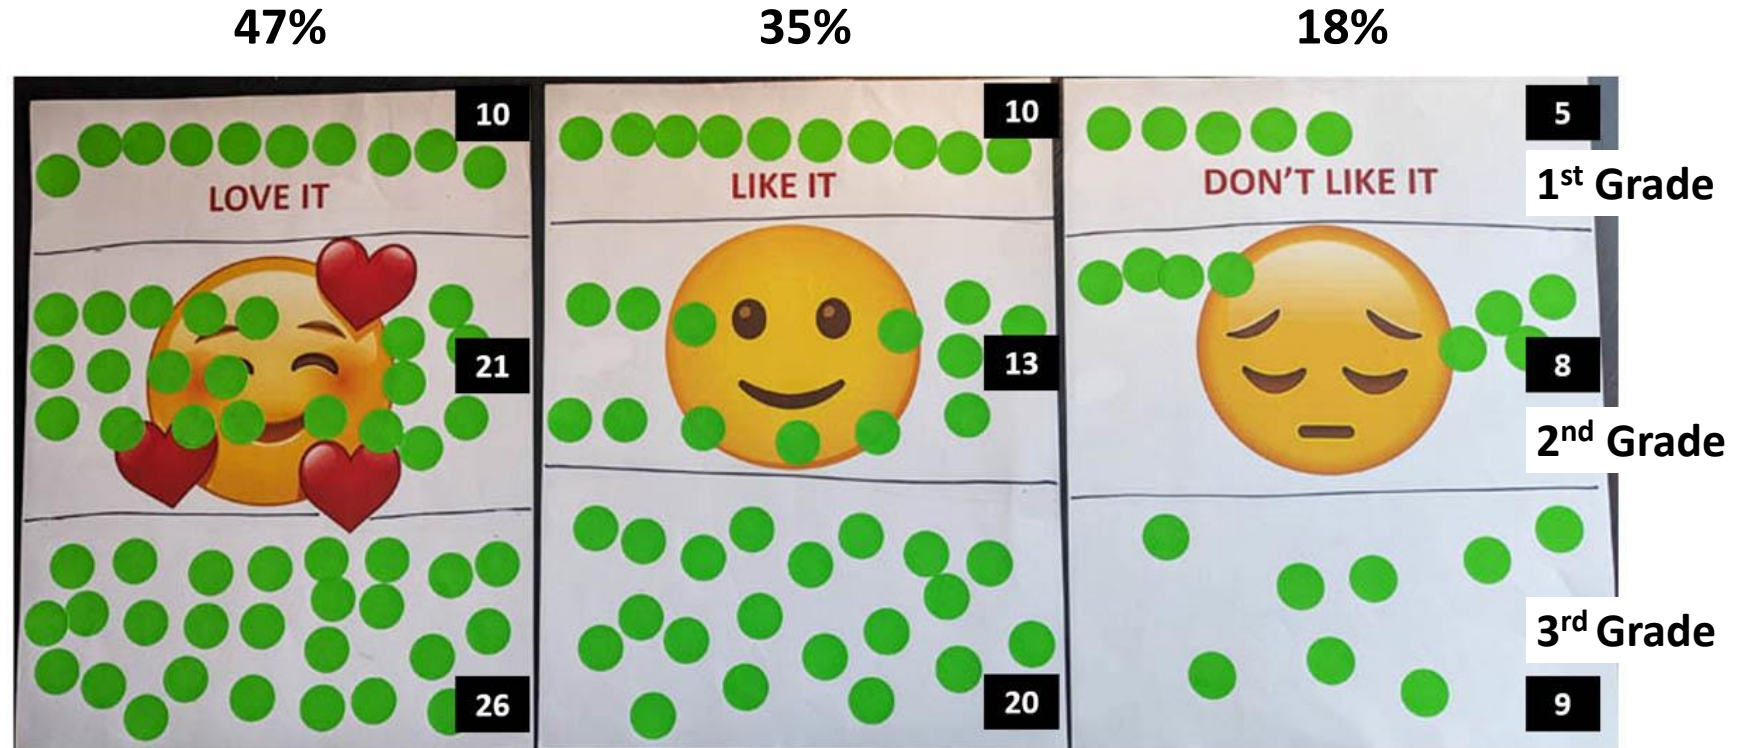 47% 35% 18%
10 10 5
LOVE IT LIKE IT DON'T LIKE IT
1st Grade
21 13 8
2nd Grade
3rd Grade
26 20 9